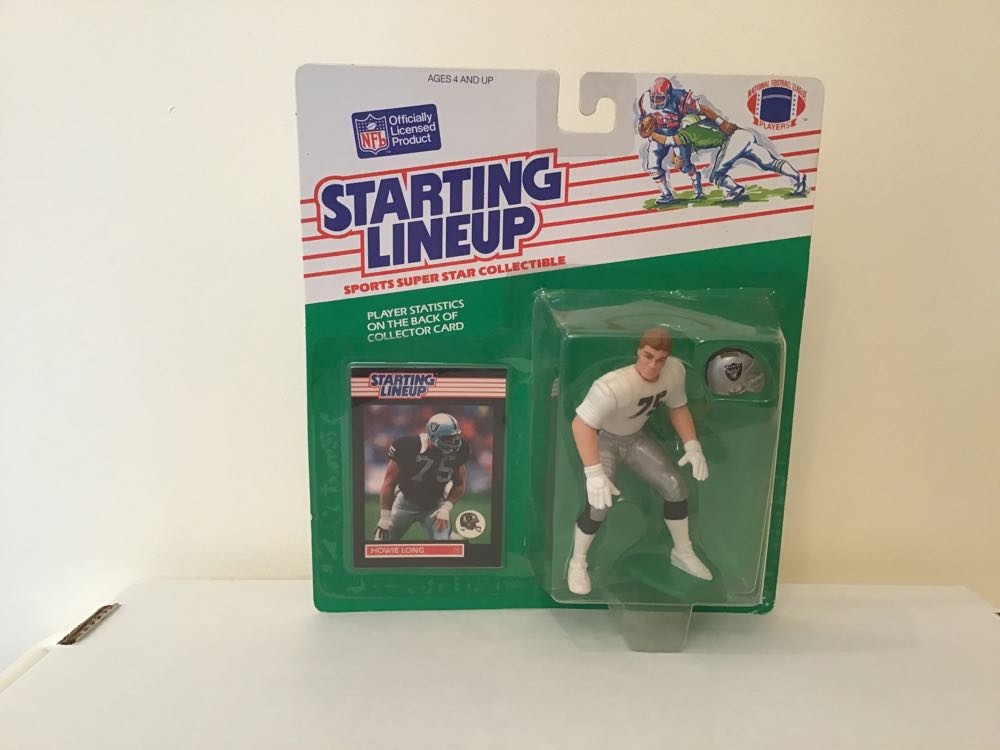 AGES 4 AND UP
NFL
Officially
Licensed
Product
NATIONAL FOOTBALL LEAGUE
PLAYERS
STARTING
LINEUP
SPORTS SUPER STAR COLLECTIBLE
PLAYER STATISTICS
ON THE BACK OF
COLLECTOR CARD
STARTING
LINEUP
75
75
HOWIE LONG